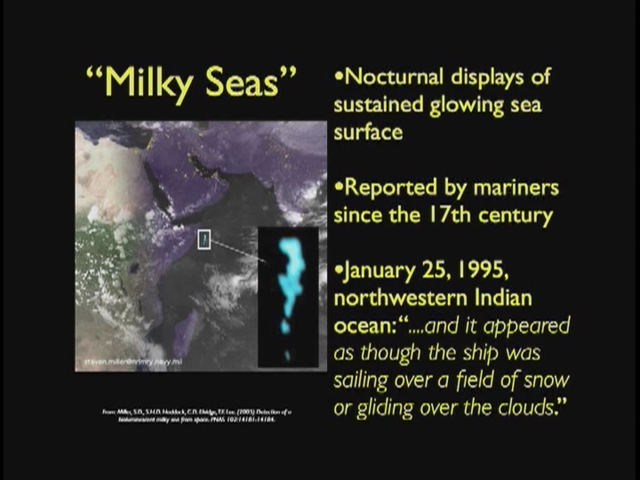 “Milky Seas”
•Nocturnal displays of
sustained glowing sea
surface
•Reported by mariners
since the 17th century
•January 25, 1995,
northwestern Indian
ocean: “....and it appeared
as though the ship was
sailing over a field of snow
or gliding over the clouds.”
steven.miller@nrlmry.navy.mil
From: Miller, S.D., S.H.D. Haddock, C.D. Elvidge, T.F. Lee. (2005) Detection of a
bioluminescent milky sea from space. PNAS. 102:14181-14184.